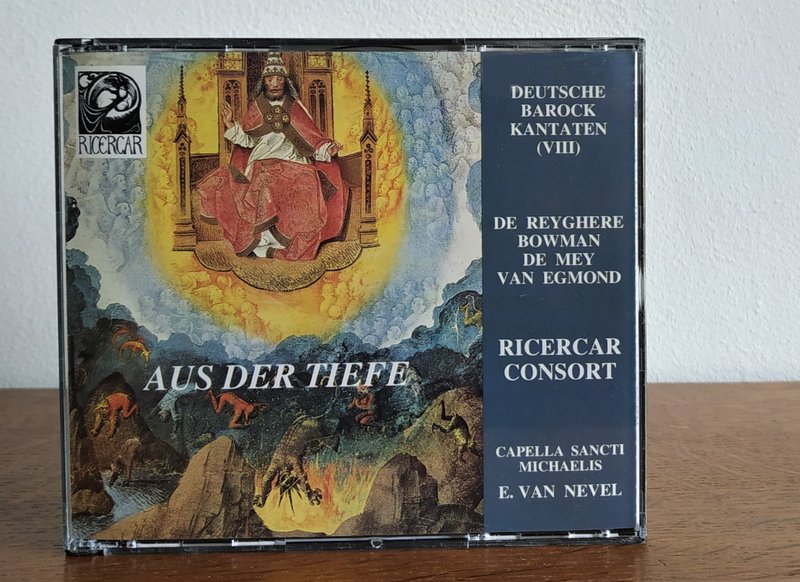 RICERCAR
AUS DER TIEFE
DEUTSCHE
BAROCK
KANTATEN
(VIII)
DE REYGHERE
BOWMAN
DE MEY
VAN EGMOND
RICERCAR
CONSORT
CAPELLA SANCTI
MICHAELIS
E. VAN NEVEL